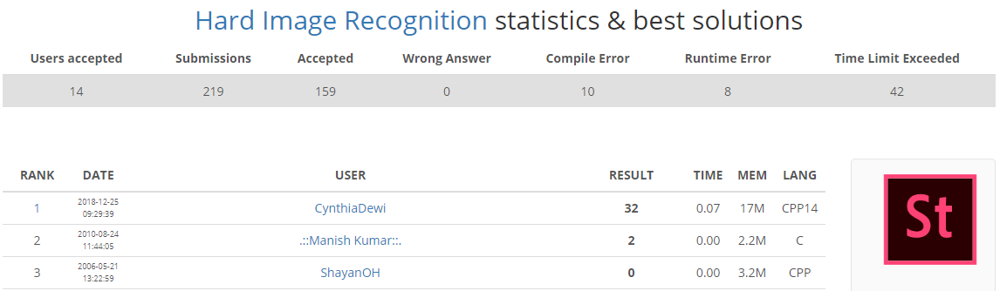 Hard Image Recognition statistics & best solutions
Users accepted Submissions Accepted Wrong Answer Compile Error Runtime Error Time Limit Exceeded
14 219 159 0 10 8 42
RANK DATE USER RESULT TIME MEM LANG
1 2018-12-25 09:29:39 CynthiaDewi 32 0.07 17M CPP14
2 2010-08-24 11:44:05 .::Manish Kumar::. 2 0.00 2.2M C
3 2006-05-21 13:22:59 ShayanOH 0 0.00 3.2M CPP
St